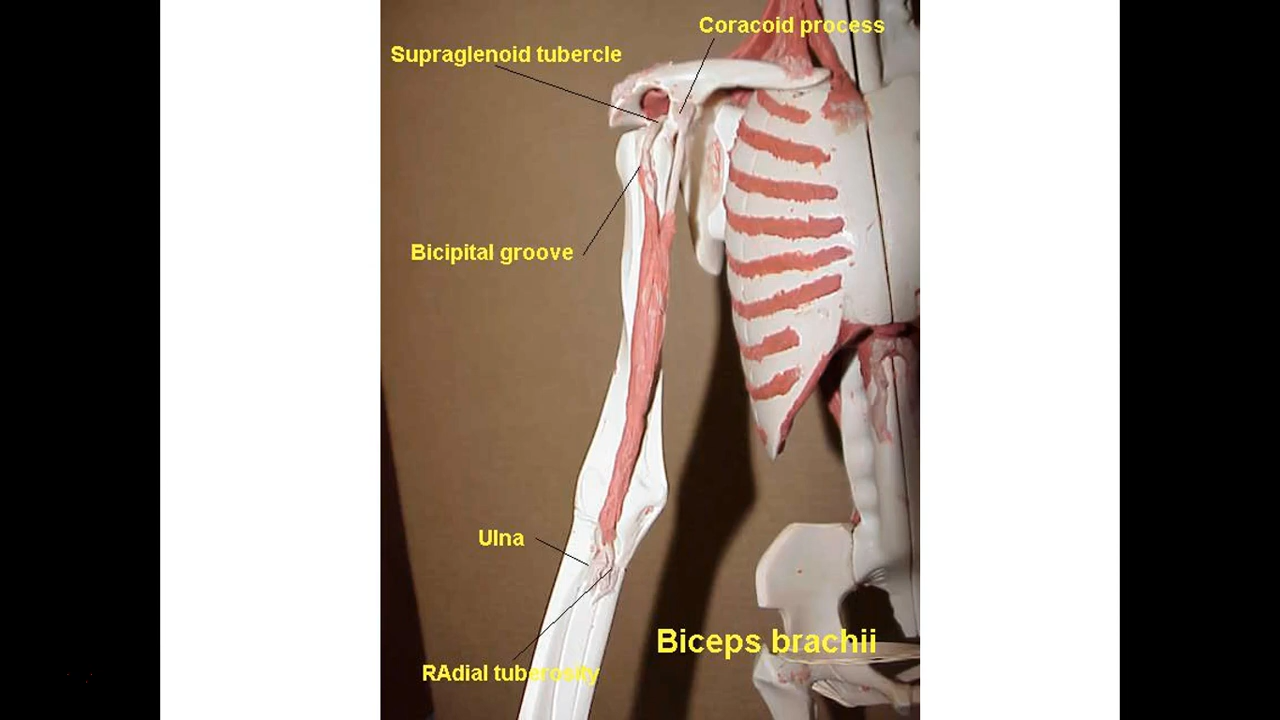 Coracoid process
Supraglenoid tubercle
Bicipital groove
Ulna
Biceps brachii
RAdial tuberosity